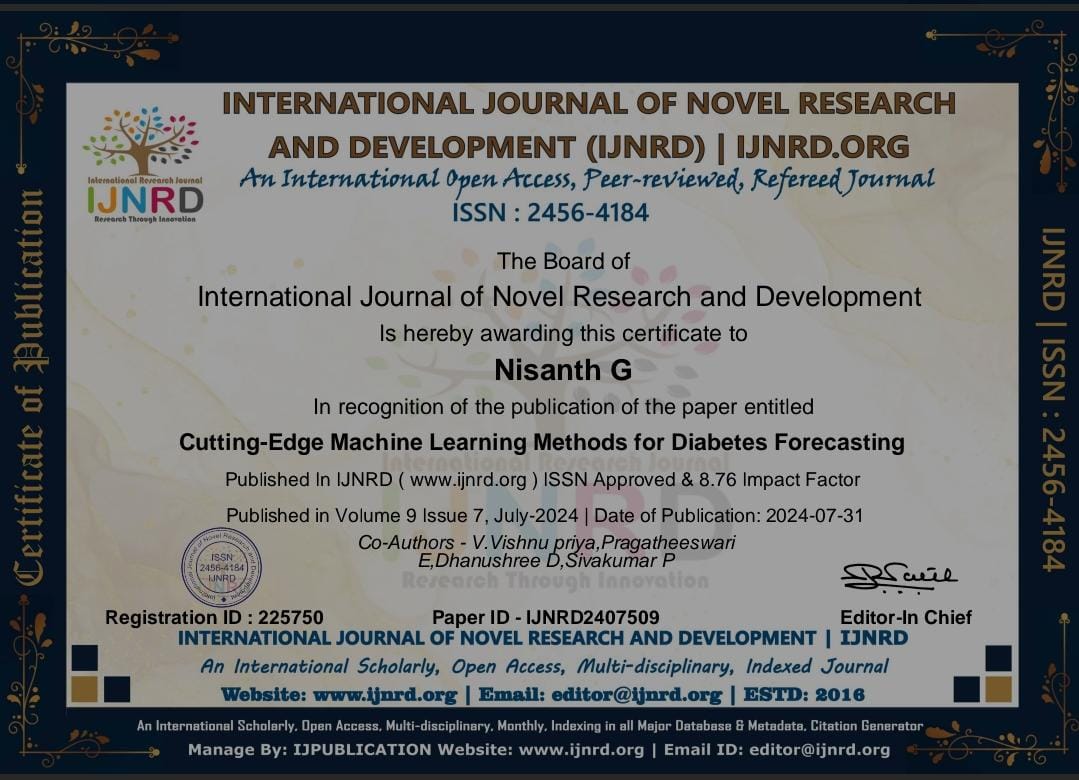 INTERNATIONAL JOURNAL OF NOVEL RESEARCH
AND DEVELOPMENT (IJNRD) | IJNRD.ORG
An International Open Access, Peer-reviewed, Refereed Journal
ISSN : 2456-4184
International Research Journal
IJNRD
Research Through Innovation
Certificate of Publication
IJNRD | ISSN : 2456-4184
The Board of
International Journal of Novel Research and Development
Is hereby awarding this certificate to
Nisanth G
In recognition of the publication of the paper entitled
Cutting-Edge Machine Learning Methods for Diabetes Forecasting
International Research Journal
Published In IJNRD ( www.ijnrd.org ) ISSN Approved & 8.76 Impact Factor
IJNRD
Published in Volume 9 Issue 7, July-2024 | Date of Publication: 2024-07-31
Co-Authors - V.Vishnu priya,Pragatheeswari
E,Dhanushree D,Sivakumar P
Research Through Innovation
ISSN
2456-4184
IJNRD
Registration ID : 225750
Paper ID - IJNRD2407509
Editor-In Chief
INTERNATIONAL JOURNAL OF NOVEL RESEARCH AND DEVELOPMENT | IJNRD
An International Scholarly, Open Access, Multi-disciplinary, Indexed Journal
Website: www.ijnrd.org | Email: editor@ijnrd.org | ESTD: 2016
An International Scholarly, Open Access, Multi-disciplinary, Monthly, Indexing in all Major Database & Metadata, Citation Generator
Manage By: IJPUBLICATION Website: www.ijnrd.org | Email ID: editor@ijnrd.org